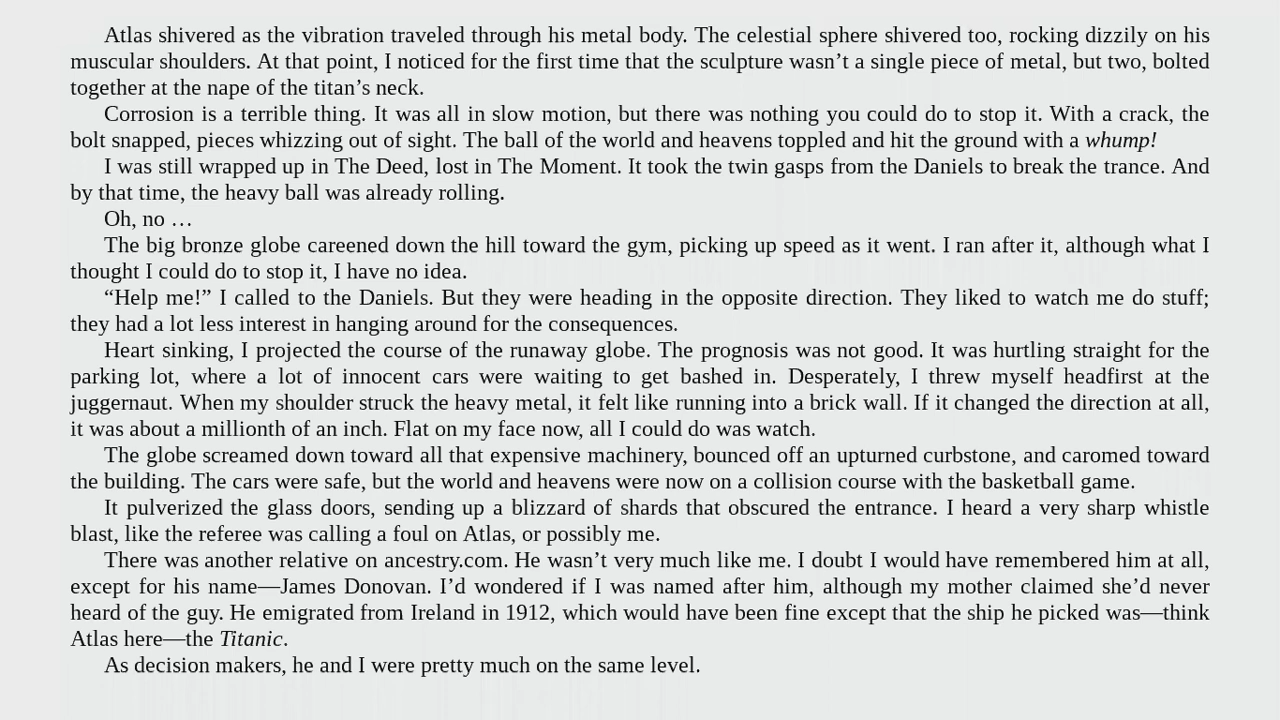 Atlas shivered as the vibration traveled through his metal body. The celestial sphere shivered too, rocking dizzily on his
muscular shoulders. At that point, I noticed for the first time that the sculpture wasn’t a single piece of metal, but two, bolted
together at the nape of the titan’s neck.
Corrosion is a terrible thing. It was all in slow motion, but there was nothing you could do to stop it. With a crack, the
bolt snapped, pieces whizzing out of sight. The ball of the world and heavens toppled and hit the ground with a whump!
I was still wrapped up in The Deed, lost in The Moment. It took the twin gasps from the Daniels to break the trance. And
by that time, the heavy ball was already rolling.
Oh, no …
The big bronze globe careened down the hill toward the gym, picking up speed as it went. I ran after it, although what I
thought I could do to stop it, I have no idea.
“Help me!” I called to the Daniels. But they were heading in the opposite direction. They liked to watch me do stuff;
they had a lot less interest in hanging around for the consequences.
Heart sinking, I projected the course of the runaway globe. The prognosis was not good. It was hurtling straight for the
parking lot, where a lot of innocent cars were waiting to get bashed in. Desperately, I threw myself headfirst at the
juggernaut. When my shoulder struck the heavy metal, it felt like running into a brick wall. If it changed the direction at all,
it was about a millionth of an inch. Flat on my face now, all I could do was watch.
The globe screamed down toward all that expensive machinery, bounced off an upturned curbstone, and caromed toward
the building. The cars were safe, but the world and heavens were now on a collision course with the basketball game.
It pulverized the glass doors, sending up a blizzard of shards that obscured the entrance. I heard a very sharp whistle
blast, like the referee was calling a foul on Atlas, or possibly me.
There was another relative on ancestry.com. He wasn’t very much like me. I doubt I would have remembered him at all,
except for his name—James Donovan. I’d wondered if I was named after him, although my mother claimed she’d never
heard of the guy. He emigrated from Ireland in 1912, which would have been fine except that the ship he picked was—think
Atlas here—the Titanic.
As decision makers, he and I were pretty much on the same level.